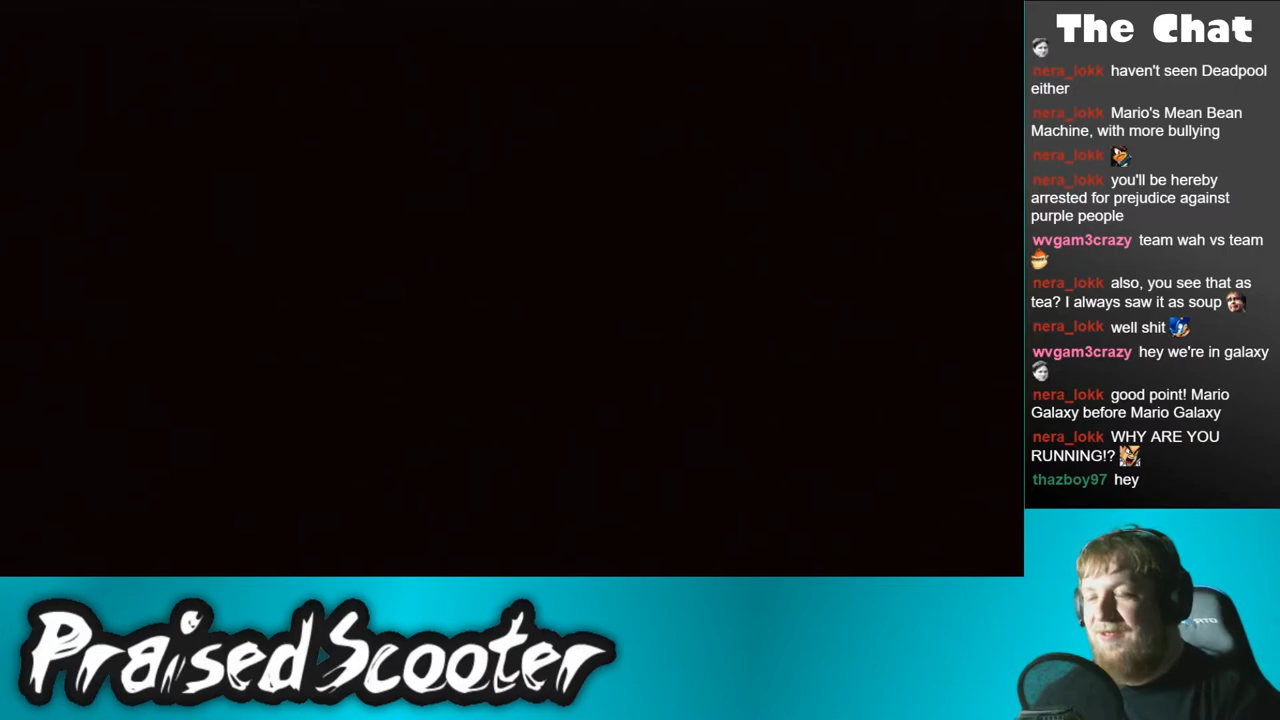 The Chat
nera_lokk haven't seen Deadpool
either
nera_lokk Mario's Mean Bean
Machine, with more bullying
nera_lokk
nera_lokk you'll be hereby
arrested for prejudice against
purple people
wvgam3crazy team wah vs team
nera_lokk also, you see that as
tea? I always saw it as soup
nera_lokk well shit
wvgam3crazy hey we're in galaxy
nera_lokk good point! Mario
Galaxy before Mario Galaxy
nera_lokk WHY ARE YOU
RUNNING!?
thazboy97 hey
PraisedScooter